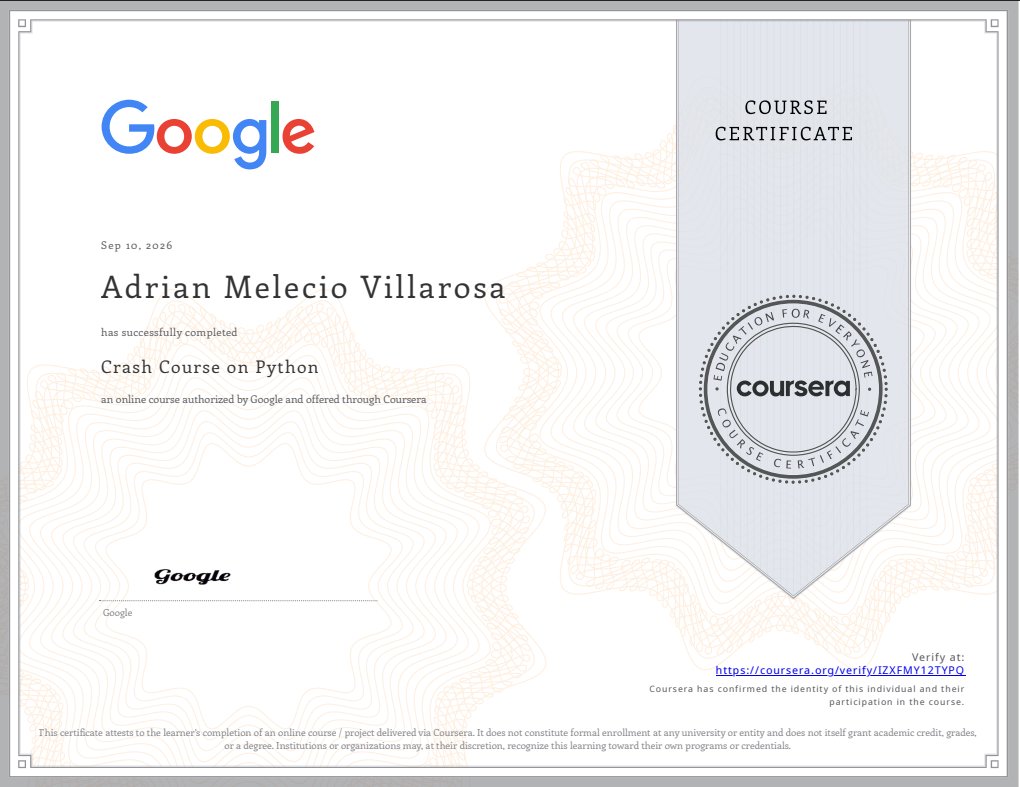 Google
COURSE
CERTIFICATE
Sep 10, 2026
Adrian Melecio Villarosa
has successfully completed
Crash Course on Python
an online course authorized by Google and offered through Coursera
EDUCATION FOR EVERYONE
coursera
COURSE CERTIFICATE
Google
Google
Verify at:
https://coursera.org/verify/IZXFMY12TYPQ
Coursera has confirmed the identity of this individual and their
participation in the course.
This certificate attests to the learner's completion of an online course / project delivered via Coursera. It does not constitute formal enrollment at any university or entity and does not itself grant academic credit, grades,
or a degree. Institutions or organizations may, at their discretion, recognize this learning toward their own programs or credentials.